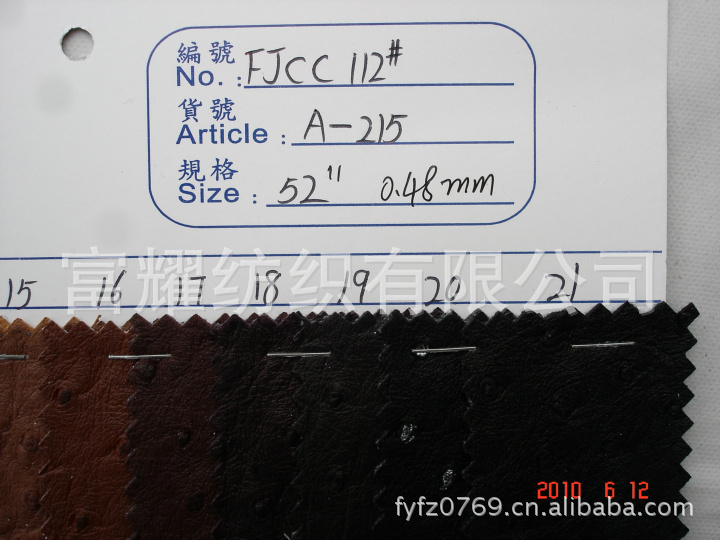 編號
No. : FJCC 112#
貨號
Article : A-215
規格
Size : 52" 0.48mm
富耀纺织有限公司
15 16 17 18 19 20 21
2010 6 12
fyfz0769.cn.alibaba.com